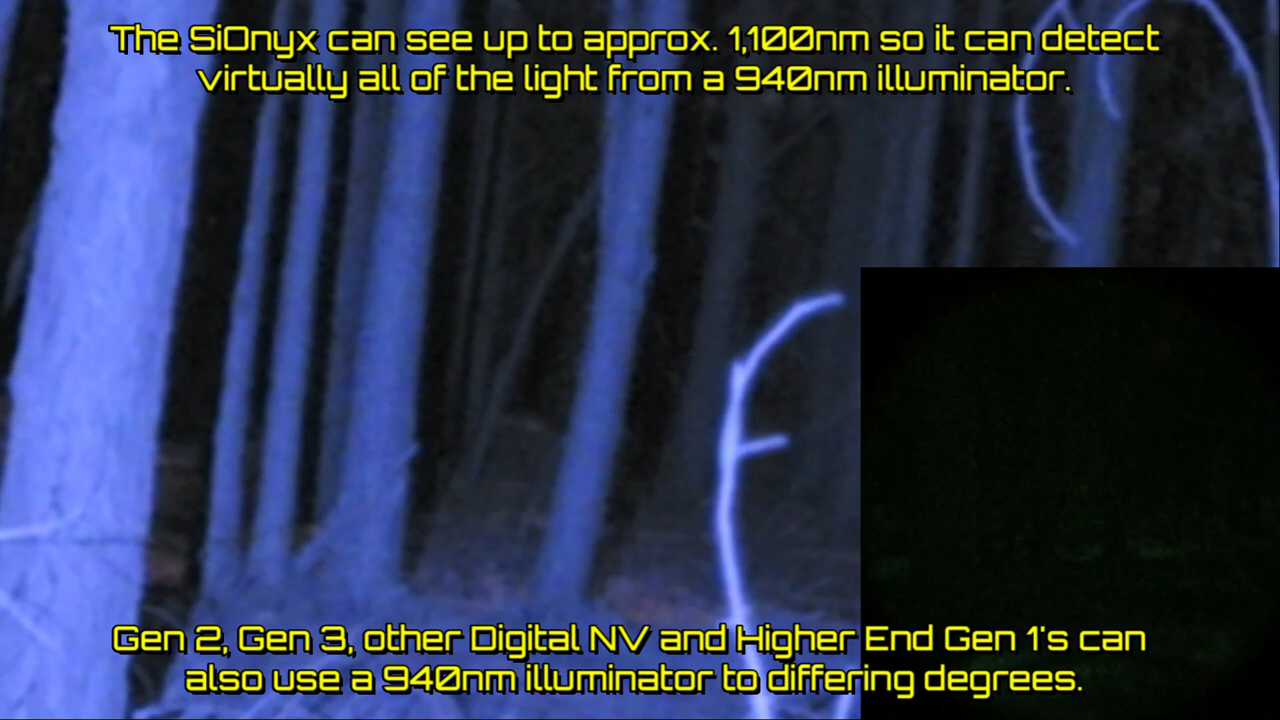 The SiOnyx can see up to approx. 1,100nm so it can detect
virtually all of the light from a 940nm illuminator.
Gen 2, Gen 3, other Digital NV and Higher End Gen 1's can
also use a 940nm illuminator to differing degrees.